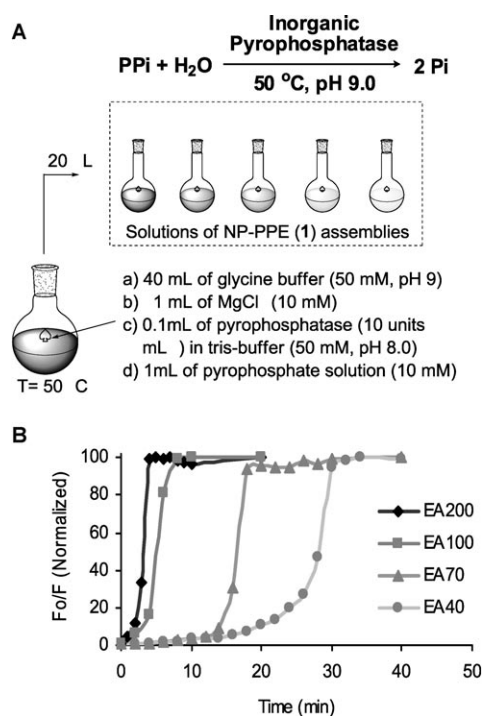 A
Inorganic
Pyrophosphatase
PPi + H2O
2 Pi
50 °C, pH 9.0
20 L
Solutions of NP-PPE (1) assemblies
T= 50 C
a) 40 mL of glycine buffer (50 mM, pH 9)
b) 1 mL of MgCl (10 mM)
c) 0.1mL of pyrophosphatase (10 units
mL ) in tris-buffer (50 mM, pH 8.0)
d) 1mL of pyrophosphate solution (10 mM)
B
Fo/F (Normalized)
100
80
60
40
20
0
0 10 20 30 40 50
Time (min)
EA200
EA100
EA70
EA40